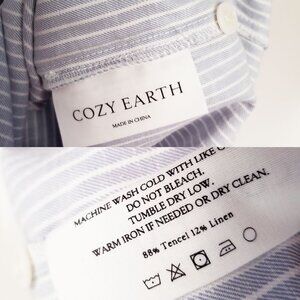 COZY EARTH
MADE IN CHINA
MACHINE WASH COLD WITH LIKE
DO NOT BLEACH.
TUMBLE DRY LOW.
WARM IRON IF NEEDED OR DRY CLEAN.
88% Tencel 12% Linen